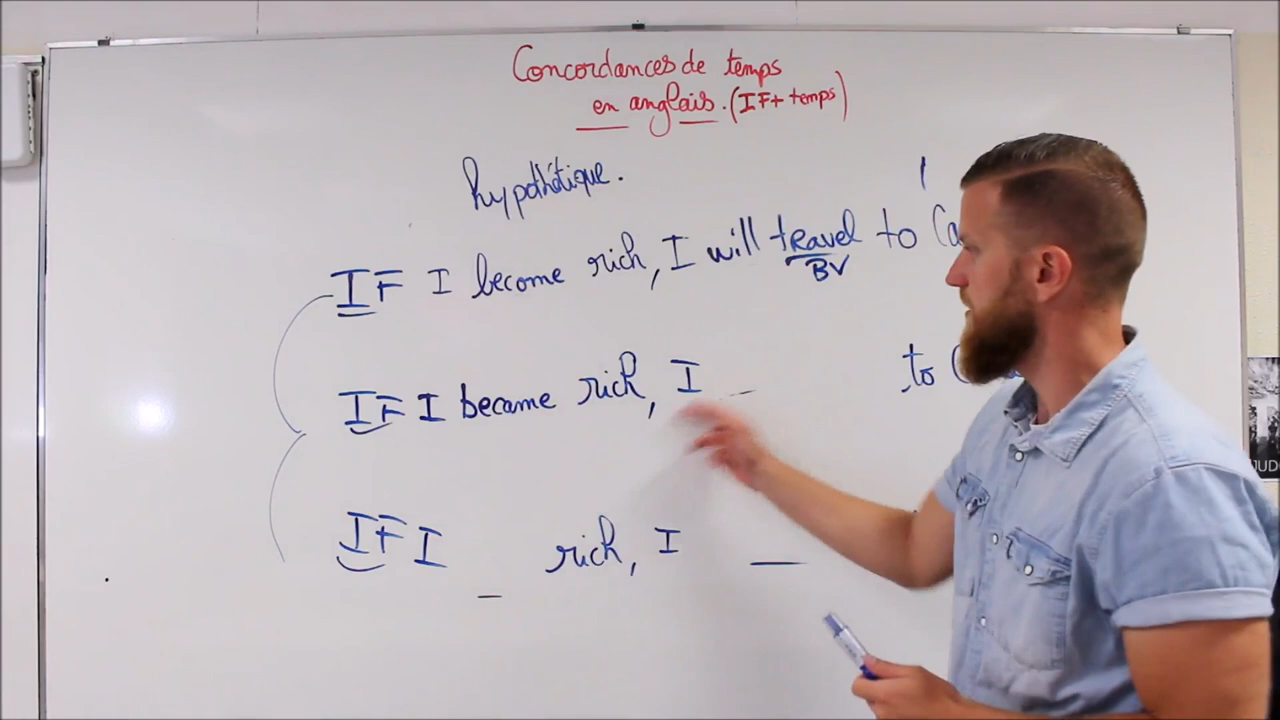 Concordances de temps
en anglais. (IF + temps)
hypothétique.
IF I become rich, I will travel to Ca
BV
IF I became rich, I _ to C
IF I _ rich, I _
JUD